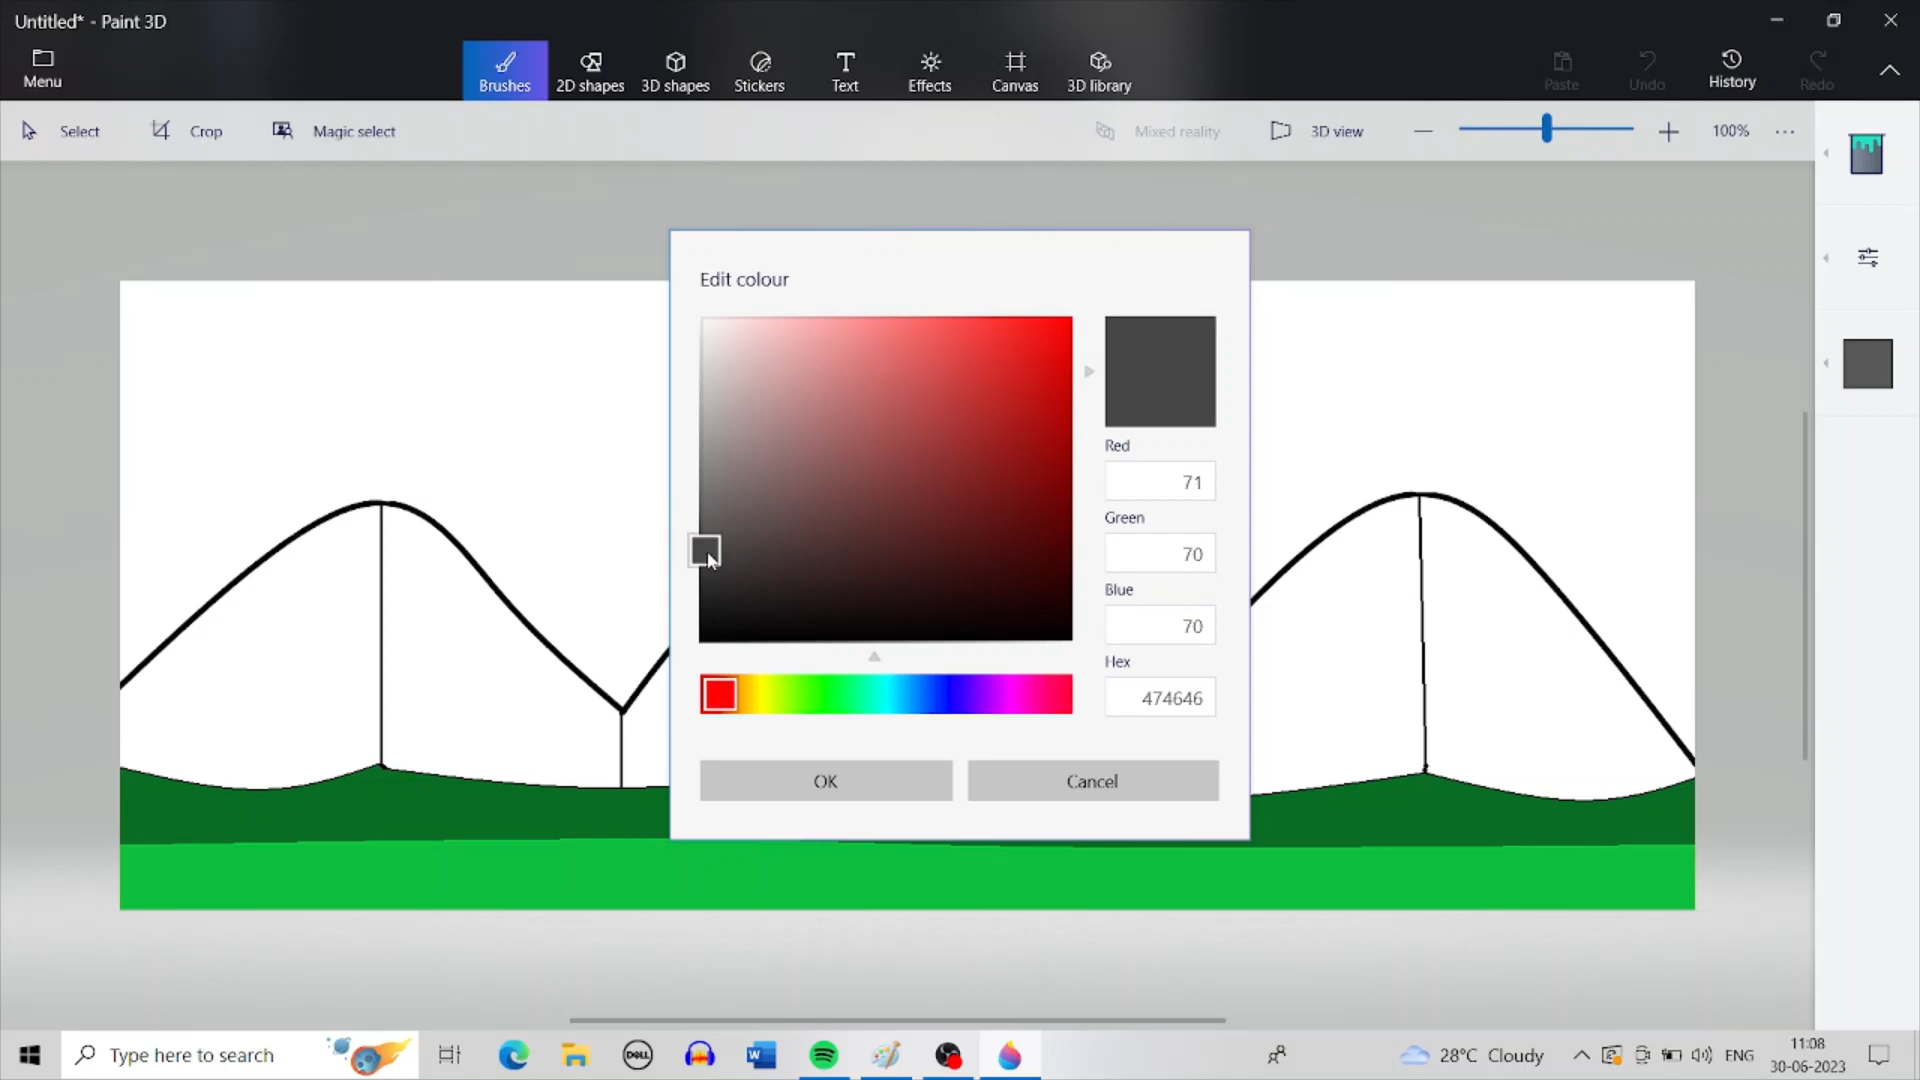 Untitled* - Paint 3D
Menu
Brushes
2D shapes
3D shapes
Stickers
Text
Effects
Canvas
3D library
Paste
Undo
History
Redo
Select
Crop
Magic select
Mixed reality
3D view
100%
Edit colour
Red
71
Green
70
Blue
70
Hex
474646
OK
Cancel
Type here to search
DELL
W
28°C Cloudy
ENG
11:08
30-06-2023